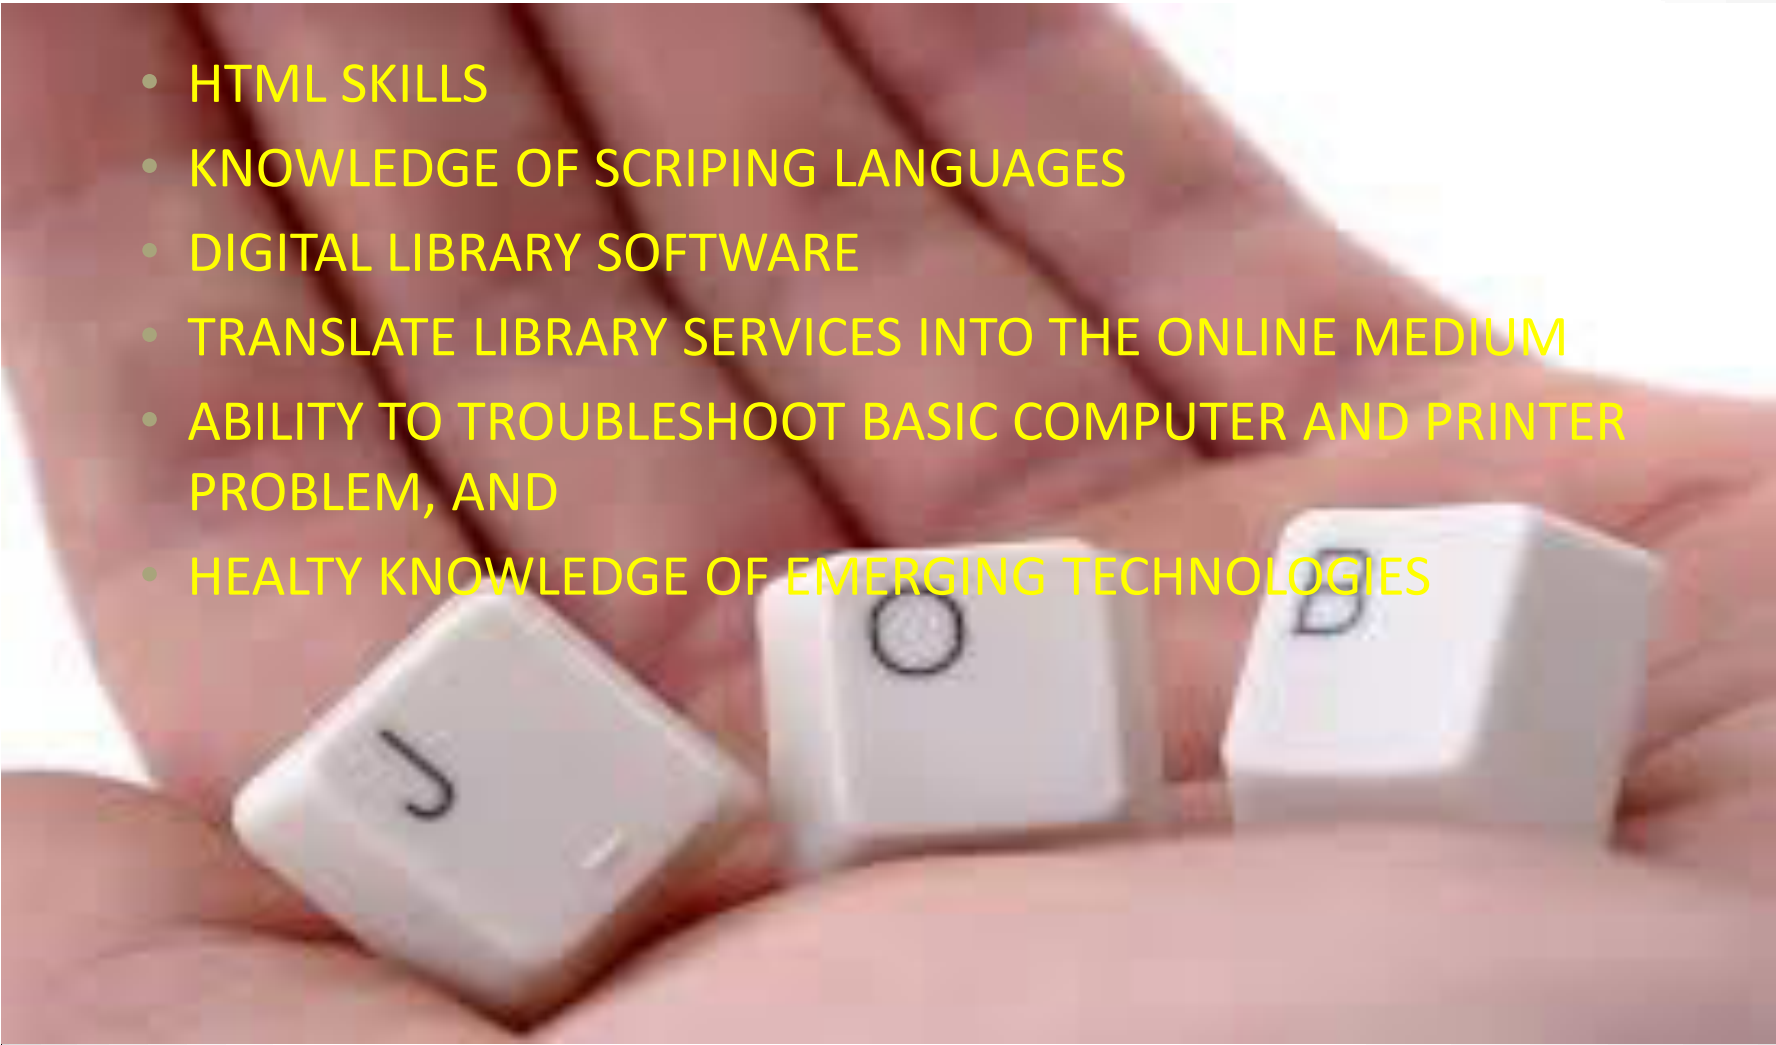 • HTML SKILLS
• KNOWLEDGE OF SCRIPING LANGUAGES
• DIGITAL LIBRARY SOFTWARE
• TRANSLATE LIBRARY SERVICES INTO THE ONLINE MEDIUM
• ABILITY TO TROUBLESHOOT BASIC COMPUTER AND PRINTER
PROBLEM, AND
• HEALTY KNOWLEDGE OF EMERGING TECHNOLOGIES
J O B